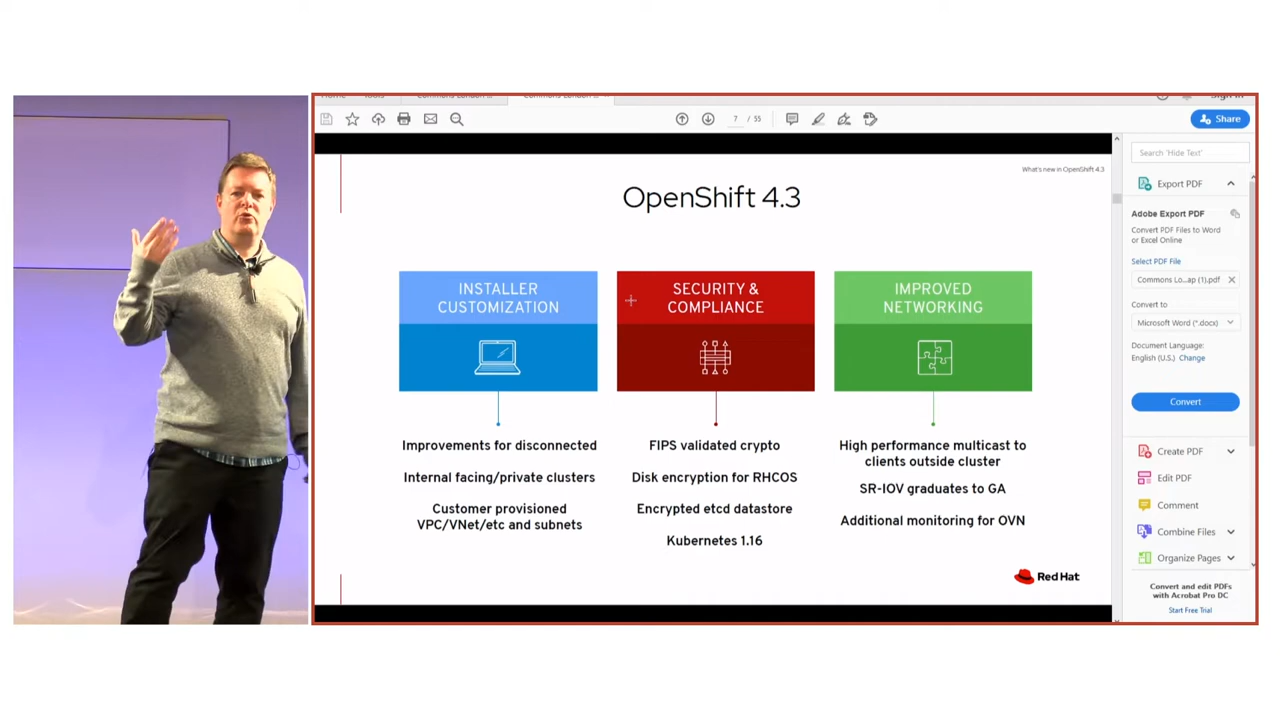 7 / 55
Share
What's new in OpenShift 4.3
OpenShift 4.3
INSTALLER
CUSTOMIZATION
Improvements for disconnected
Internal facing/private clusters
Customer provisioned
VPC/VNet/etc and subnets
SECURITY &
COMPLIANCE
FIPS validated crypto
Disk encryption for RHCOS
Encrypted etcd datastore
Kubernetes 1.16
IMPROVED
NETWORKING
High performance multicast to
clients outside cluster
SR-IOV graduates to GA
Additional monitoring for OVN
Red Hat
Search 'Hide Text'
Export PDF
Adobe Export PDF
Convert PDF Files to Word
or Excel Online
Select PDF File
Commons Lo...ap (1).pdf
Convert to
Microsoft Word (*.docx)
Document Language:
English (U.S.) Change
Convert
Create PDF
Edit PDF
Comment
Combine Files
Organize Pages
Convert and edit PDFs
with Acrobat Pro DC
Start Free Trial